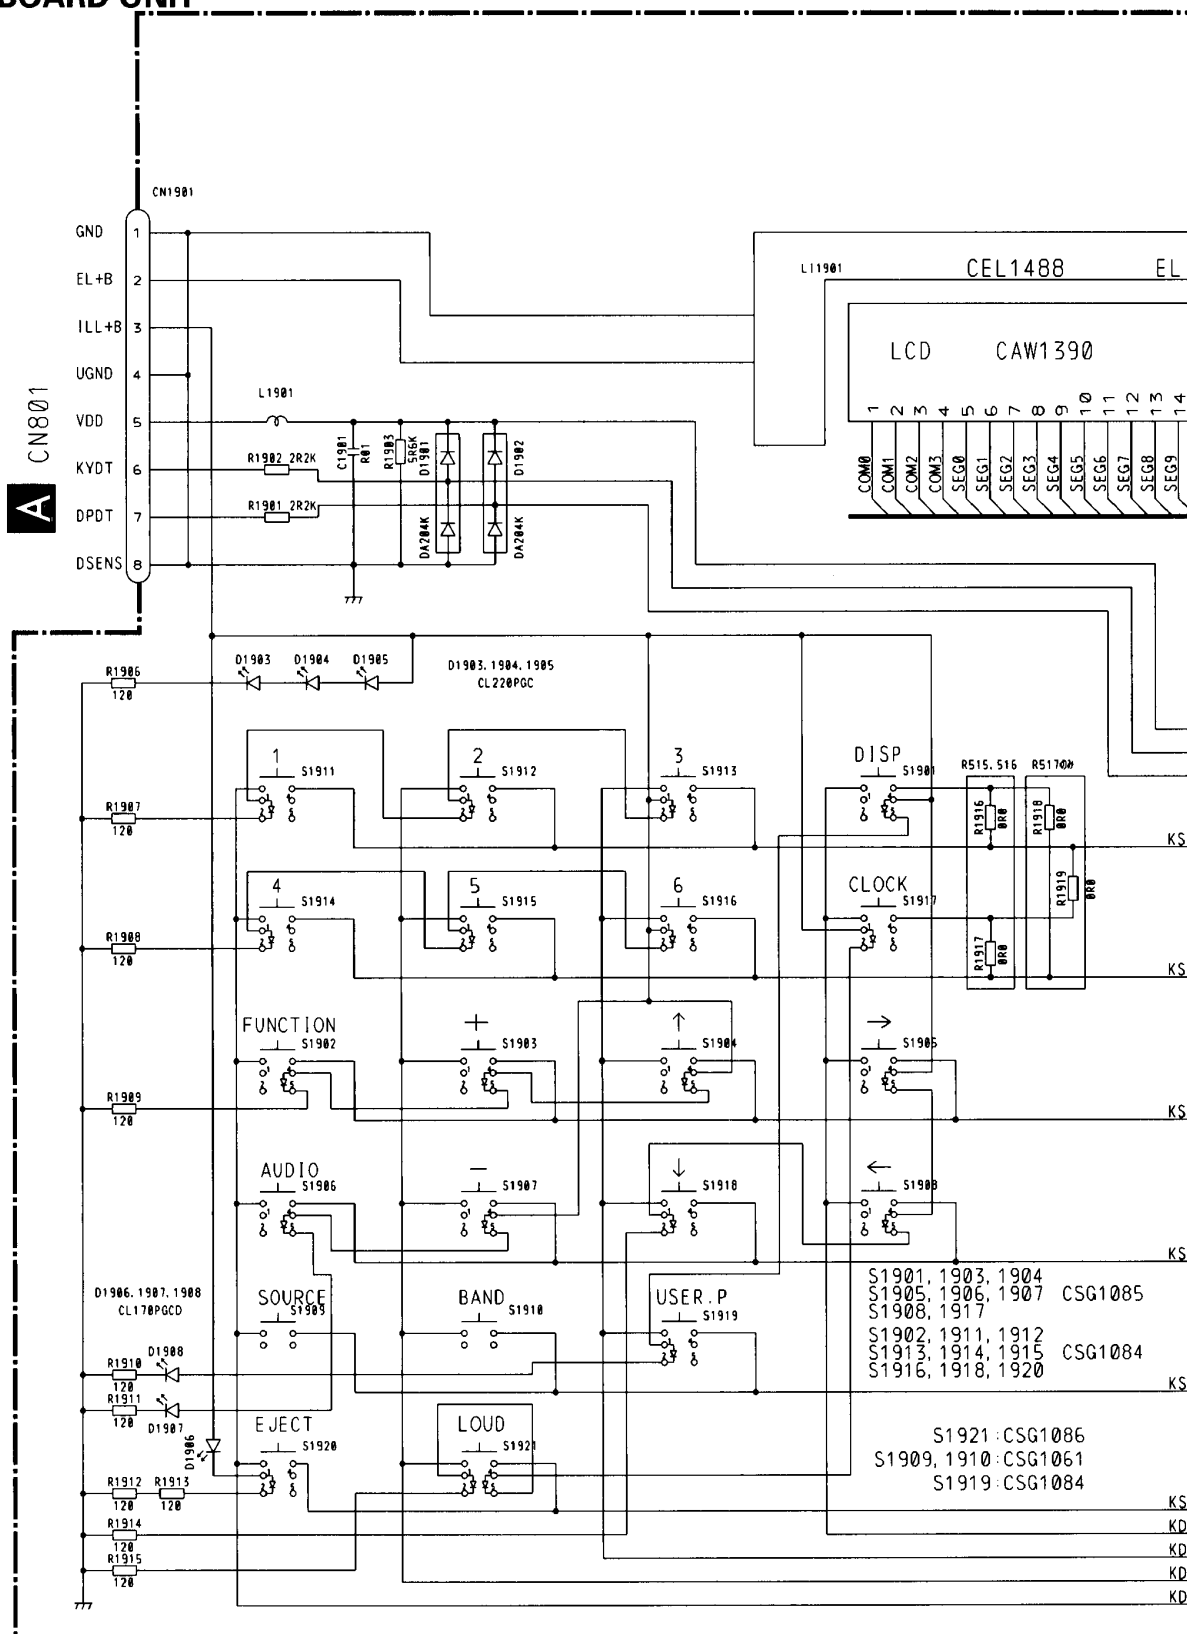 BOARD UNIT
CN1901
GND 1
EL+B 2
ILL+B 3
UGND 4
VDD 5
KYDT 6
DPDT 7
DSENS 8
CN801
A
L1901
R1902 2R2K
R1901 2R2K
C1901
R01
R1903
5R6K
D1901
DA204K
D1902
DA204K
LI1901
CEL1488 EL
LCD CAW1390
1 2 3 4 5 6 7 8 9 10 11 12 13 14
COM0 COM1 COM2 COM3 SEG0 SEG1 SEG2 SEG3 SEG4 SEG5 SEG6 SEG7 SEG8 SEG9
R1906
120
D1903 D1904 D1905
D1903.1904.1905
CL220PGC
1 S1911
2 S1912
3 S1913
DISP S1901
R515.516
R1916
0R0
R1918
0R0
R1907
120
KS
4 S1914
5 S1915
6 S1916
CLOCK S1917
R1919
0R0
R1917
0R0
R1908
120
KS
FUNCTION S1902
+ S1903
↑ S1904
→ S1905
R1909
120
KS
AUDIO S1906
− S1907
↓ S1918
← S1908
KS
D1906.1907.1908
CL170PGCD
SOURCE S1909
BAND S1910
USER.P S1919
S1901, 1903, 1904
S1905, 1906, 1907 CSG1085
S1908, 1917
S1902, 1911, 1912
S1913, 1914, 1915 CSG1084
S1916, 1918, 1920
R1910
120
D1908
R1911
120
D1907
KS
D1906
EJECT S1920
LOUD S1921
S1921:CSG1086
S1909, 1910:CSG1061
S1919:CSG1084
R1912 R1913
120 120
R1914
120
R1915
120
KS
KD
KD
KD
KD